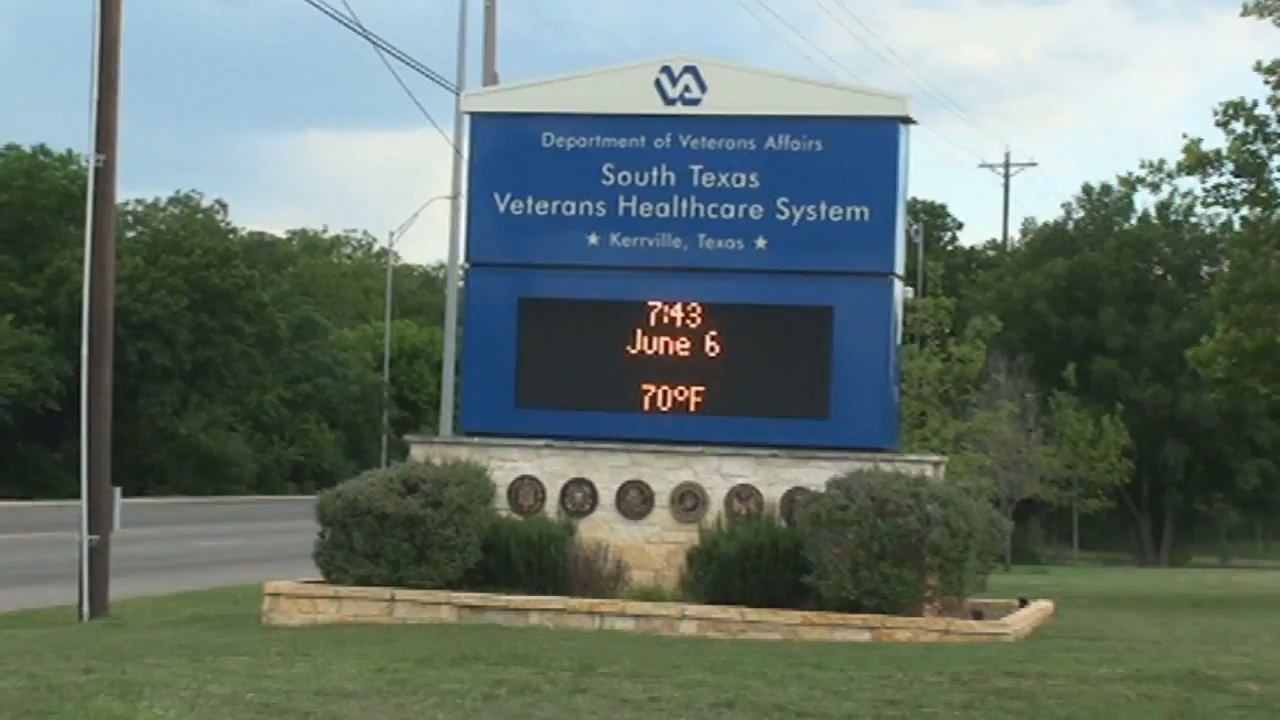 VA
Department of Veterans Affairs
South Texas
Veterans Healthcare System
★ Kerrville, Texas ★
7:43
June 6
70°F